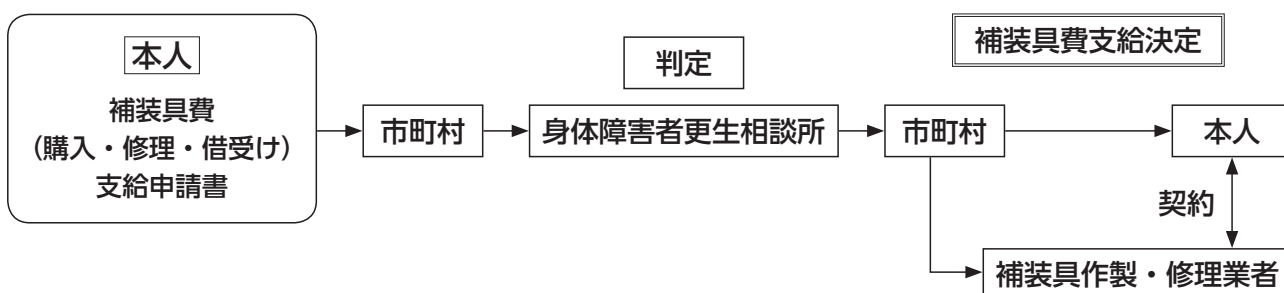 本人
補装具費
（購入・修理・借受け）
支給申請書
市町村
判定
身体障害者更生相談所
補装具費支給決定
市町村
本人
契約
補装具作製・修理業者